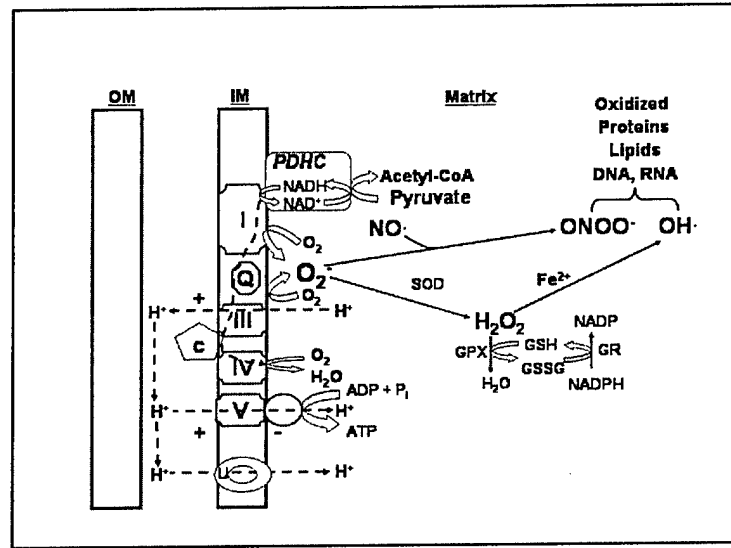 OM
IM
Matrix
Oxidized
Proteins
Lipids
DNA, RNA
PDHC
NADH
NAD⁺
Acetyl-CoA
Pyruvate
I
NO·
ONOO⁻
OH·
O₂
Q
O₂·⁻
O₂
SOD
Fe²⁺
+
H⁺
III
H⁺
H₂O₂
NADP
c
GPX
GSH
GR
GSSG
H₂O
NADPH
IV
O₂
H₂O
ADP + Pᵢ
H⁺
V
H⁺
+
-
ATP
H⁺
U
H⁺